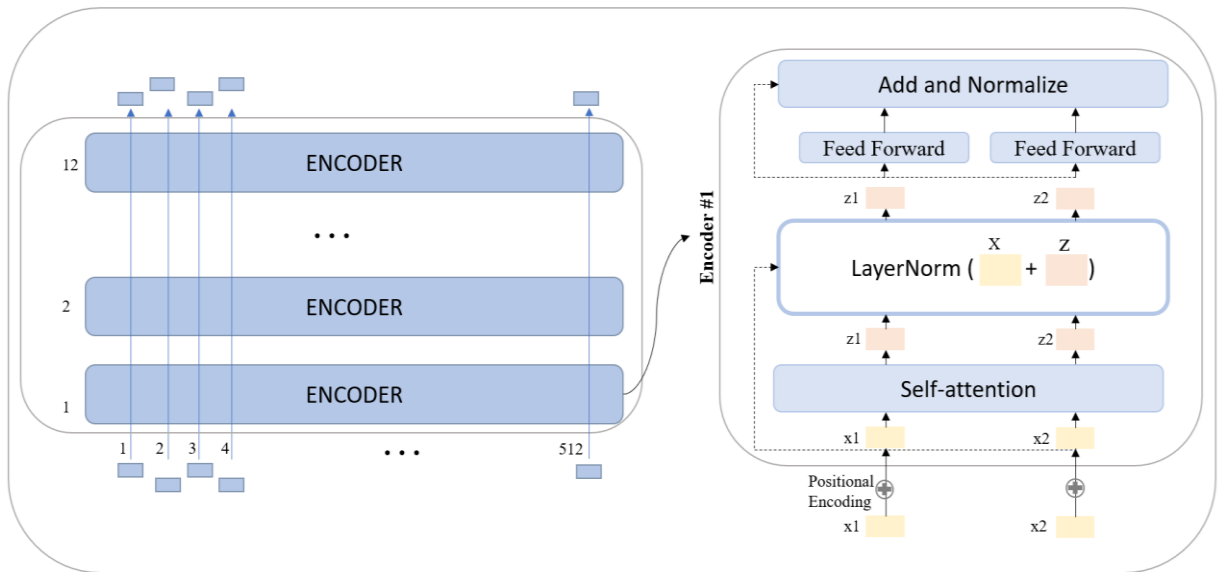 12
ENCODER
...
2
ENCODER
1
ENCODER
1
2
3
4
...
512
Encoder #1
Add and Normalize
Feed Forward
Feed Forward
z1
z2
X
Z
LayerNorm ( + )
z1
z2
Self-attention
x1
x2
Positional
Encoding
x1
x2